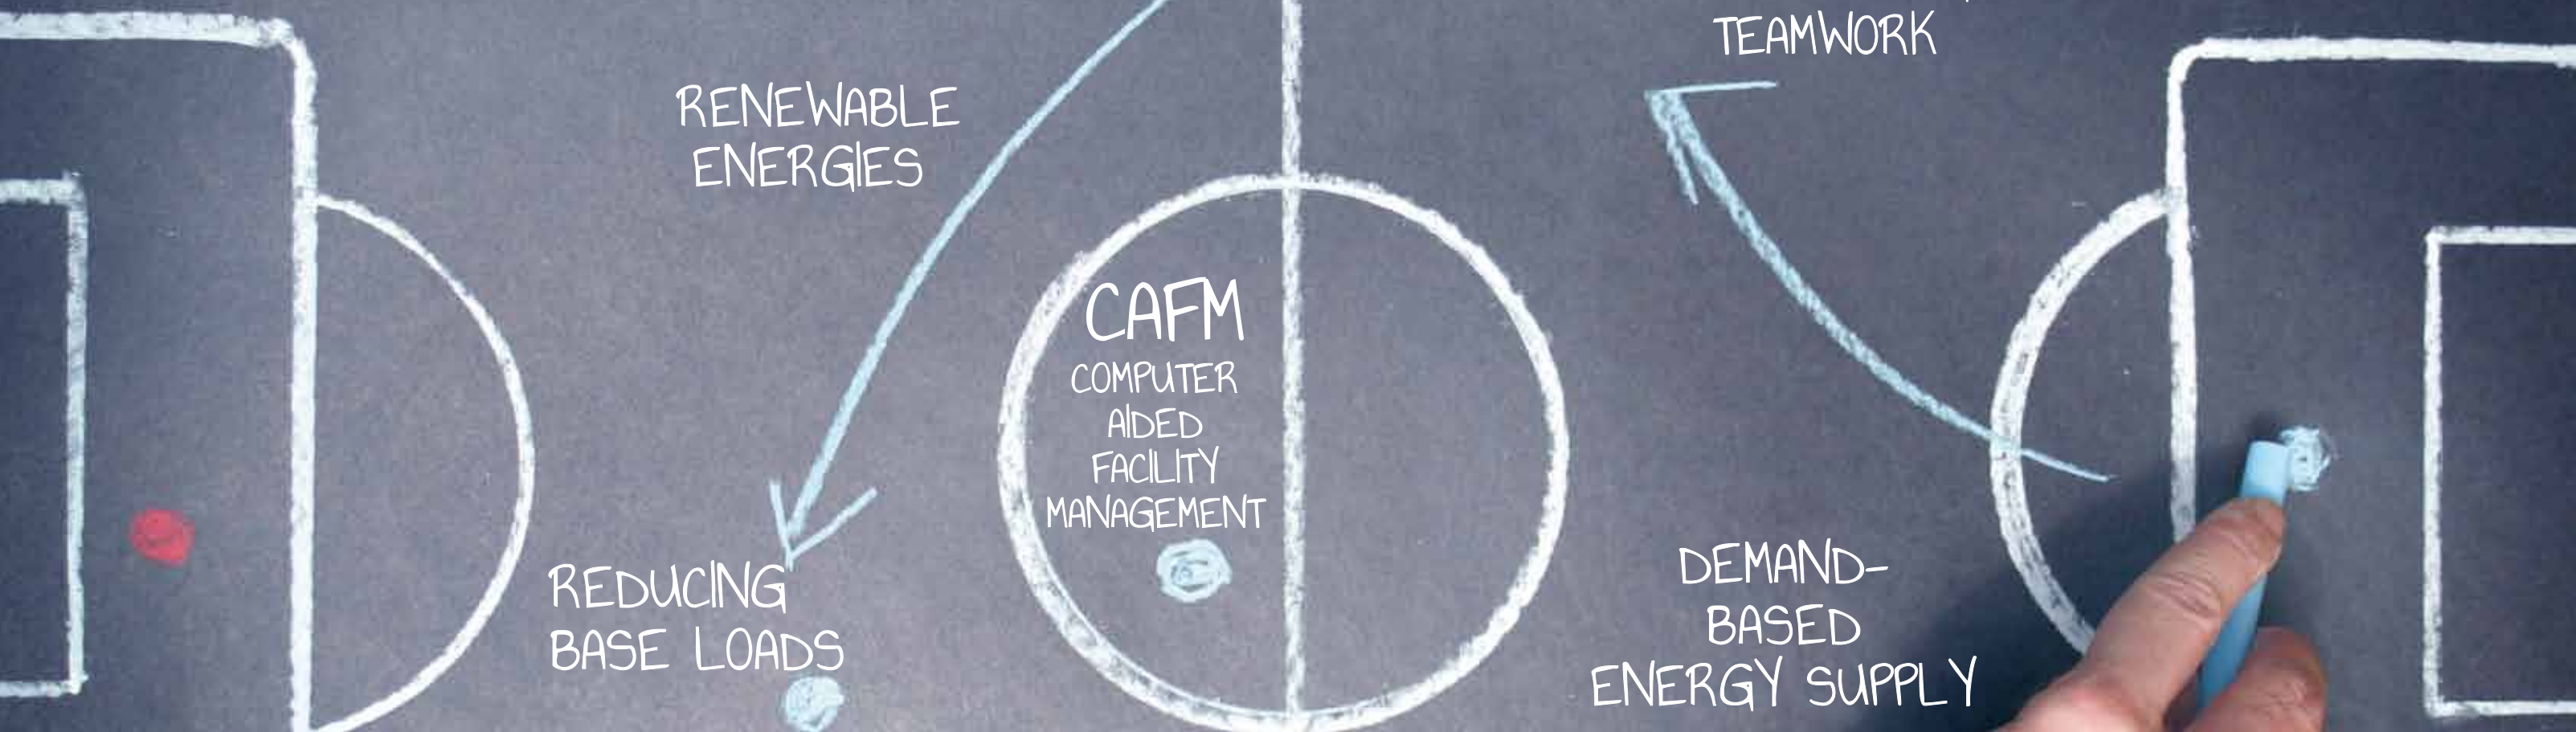 TEAMWORK
RENEWABLE
ENERGIES
CAFM
COMPUTER
AIDED
FACILITY
MANAGEMENT
REDUCING
BASE LOADS
DEMAND-
BASED
ENERGY SUPPLY